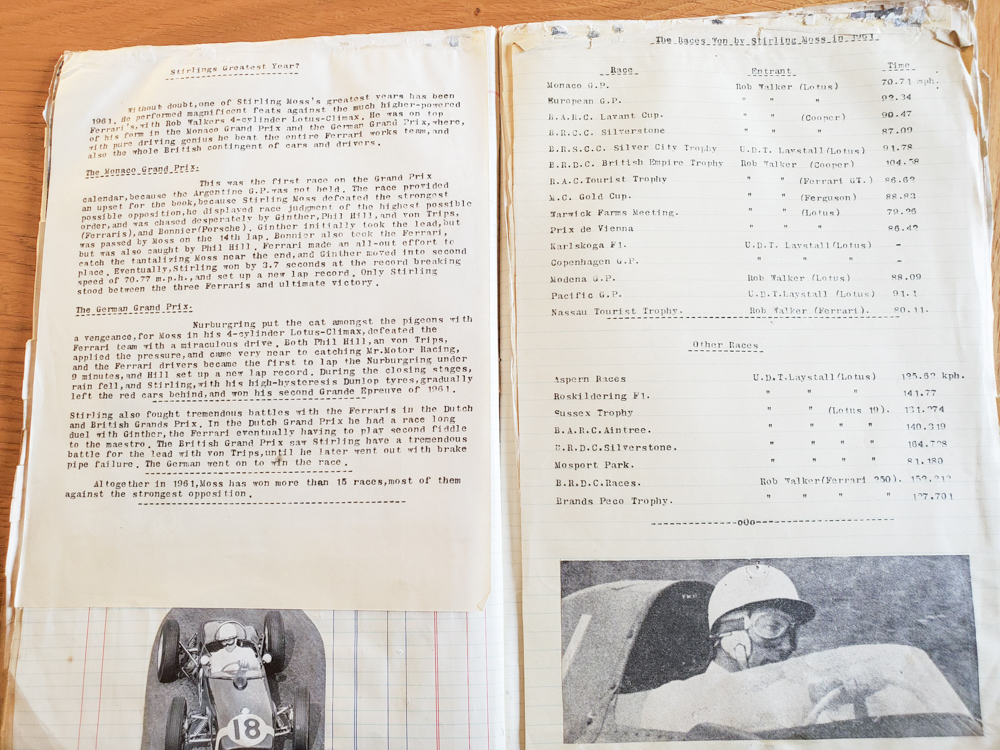 Stirlings Greatest Year?
Without doubt,one of Stirling Moss's greatest years has been
1961. He performed magnificent feats against the much higher-powered
Ferrari's,with Rob Walkers 4-cylinder Lotus-Climax. He was on top
of his form in the Monaco Grand Prix and the German Grand Prix,where,
with pure driving genius he beat the entire Ferrari works team,and
also the whole British contingent of cars and drivers.
The Monaco Grand Prix.
This was the first race on the Grand Prix
calendar,because the Argentine G.P.was not held. The race provided
an upset for the book,because Stirling Moss defeated the strongest
possible opposition,he displayed race judgment of the highest possible
order,and was chased desperately by Ginther,Phil Hill,and von Trips,
(Ferraris),and Bonnier(Porsche). Ginther initially took the lead,but
was passed by Moss on the 14th lap. Bonnier also took the Ferrari,
but was also caught by Phil Hill. Ferrari made an all-out effort to
catch the tantalizing Moss near the end,and Ginther moved into second
place. Eventually,Stirling won by 3.7 seconds at the record breaking
speed of 70.77 m.p.h.,and set up a new lap record. Only Stirling
stood between the three Ferraris and ultimate victory.
The German Grand Prix.
Nurburgring put the cat amongst the pigeons with
a vengeance,for Moss in his 4-cylinder Lotus-Climax,defeated the
Ferrari team with a miraculous drive. Both Phil Hill,an von Trips,
applied the pressure,and came very near to catching Mr.Motor Racing,
and the Ferrari drivers became the first to lap the Nurburgring under
9 minutes,and Hill set up a new lap record. During the closing stages,
rain fell,and Stirling,with his high-hysteresis Dunlop tyres,gradually
left the red cars behind,and won his second Grande Epreuve of 1961.
Stirling also fought tremendous battles with the Ferraris in the Dutch
and British Grands Prix. In the Dutch Grand Prix he had a race long
duel with Ginther,the Ferrari eventually having to play second fiddle
to the maestro. The British Grand Prix saw Stirling have a tremendous
battle for the lead with von Trips,until he later went out with brake
pipe failure. The German went on to win the race.
Altogether in 1961,Moss has won more than 15 races,most of them
against the strongest opposition.
18
The Races Won by Stirling Moss in 1961.
Race Entrant Time
Monaco G.P. Rob Walker (Lotus) 70.71 mph.
European G.P. " " " 92.34
B.A.R.C. Lavant Cup. " " (Cooper) 90.47
B.R.C.C. Silverstone " " " 87.09
B.R.S.C.C. Silver City Trophy U.D.T. Laystall(Lotus) 91.78
B.R.D.C. British Empire Trophy Rob Walker (Cooper) 104.58
R.A.C.Tourist Trophy " " (Ferrari GT.) 86.62
M.C. Gold Cup. " " (Ferguson) 88.83
Warwick Farms Meeting. " " (Lotus) 79.26
Prix de Vienna " " " 86.42
Karlskoga F1. U.D.T. Laystall(Lotus) -
Copenhagen G.P. " " " -
Modena G.P. Rob Walker (Lotus) 88.09
Pacific G.P. U.D.T.Laystall (Lotus) 91.1
Nassau Tourist Trophy. Rob Walker (Ferrari). 80.11.
Other Races
Aspern Races U.D.T.Laystall (Lotus) 125.62 kph.
Roskildering F1. " " " 141.77
Sussex Trophy " " (Lotus 19). 131.274
B.A.R.C.Aintree. " " " " 140.319
B.R.D.C.Silverstone. " " " " 164.728
Mosport Park. " " " " 81.180
B.R.D.C.Races. Rob Walker(Ferrari 250).
Brands Peco Trophy. " " " " 127.701
---oOo---